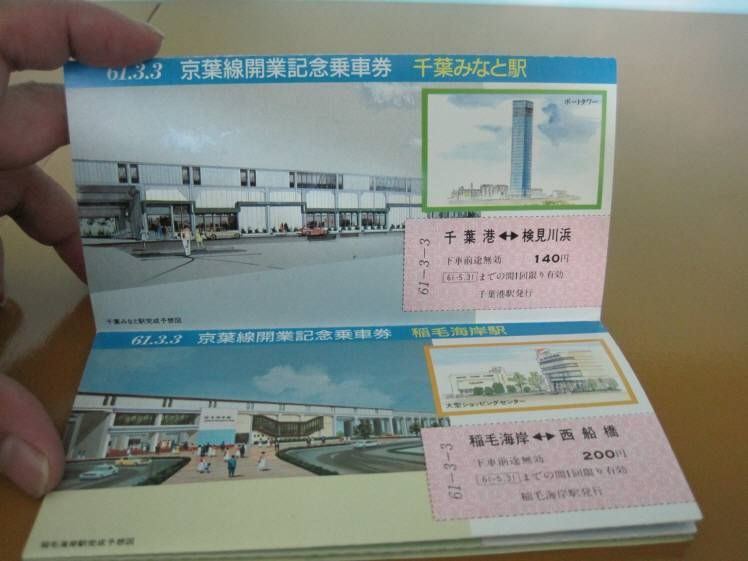 61.3.3 京葉線開業記念乗車券 千葉みなと駅
ポートタワー
千葉港↔検見川浜
下車前途無効 140円
61-5.31までの間1回限り有効
千葉港駅発行
61-3-3
千葉みなと駅完成予想図
61.3.3 京葉線開業記念乗車券 稲毛海岸駅
大型ショッピングセンター
稲毛海岸↔西船橋
下車前途無効 200円
61-5.31までの間1回限り有効
稲毛海岸駅発行
61-3-3
稲毛海岸駅完成予想図